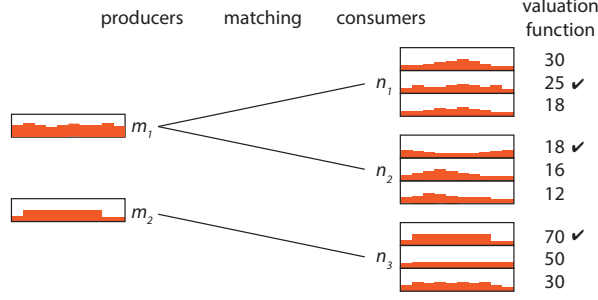 producers matching consumers valuation function
30
n1 25 ✔
18
m1
18 ✔
n2 16
12
m2
70 ✔
n3 50
30